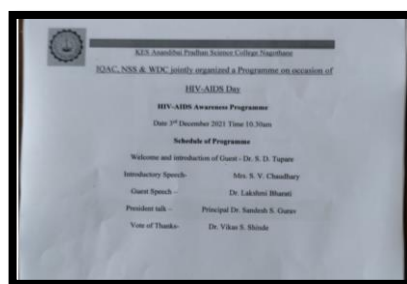 KES Anandibai Pradhan Science College Nagothane
IQAC, NSS & WDC jointly organized a Programme on occasion of
HIV-AIDS Day
HIV-AIDS Awareness Programme
Date 3rd December 2021 Time 10.30am
Schedule of Programme
Welcome and introduction of Guest - Dr. S. D. Tupare
Introductory Speech- Mrs. S. V. Chaudhary
Guest Speech – Dr. Lakshmi Bharati
President talk – Principal Dr. Sandesh S. Gurav
Vote of Thanks- Dr. Vikas S. Shinde